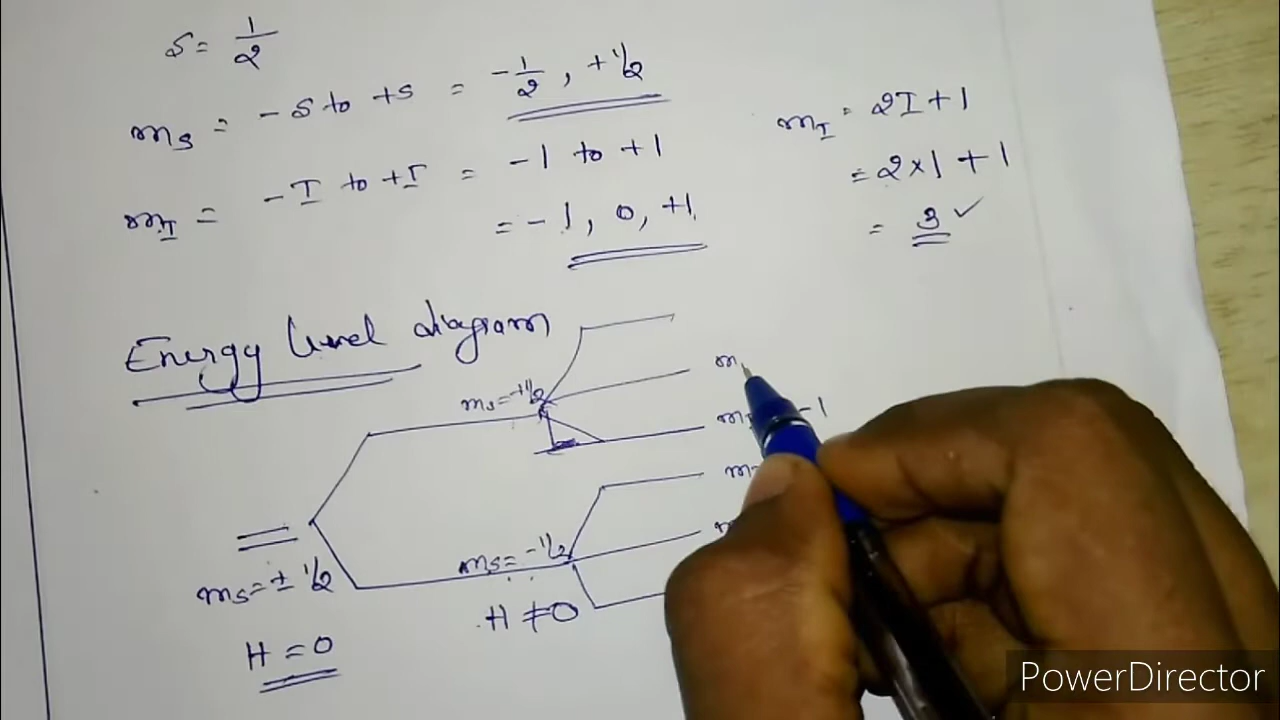 S = 1/2
mS = -S to +S = -1/2, +1/2
mI = -I to +I = -1 to +1
= -1, 0, +1
mI = 2I + 1
= 2×1 + 1
= 3 ✓
Energy level diagram
mS = +1/2
m
-1
m
mS = -1/2
mS = ± 1/2
H ≠ 0
H = 0
PowerDirector